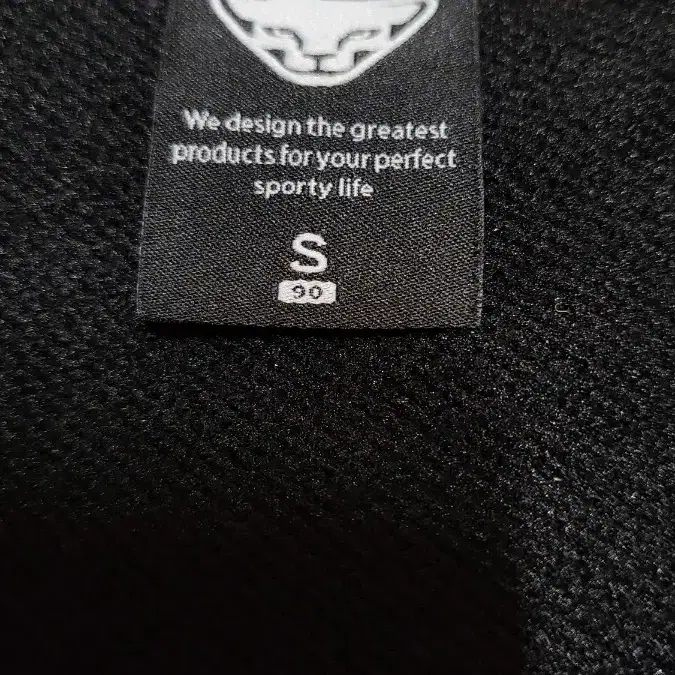 We design the greatest
products for your perfect
sporty life
S
90